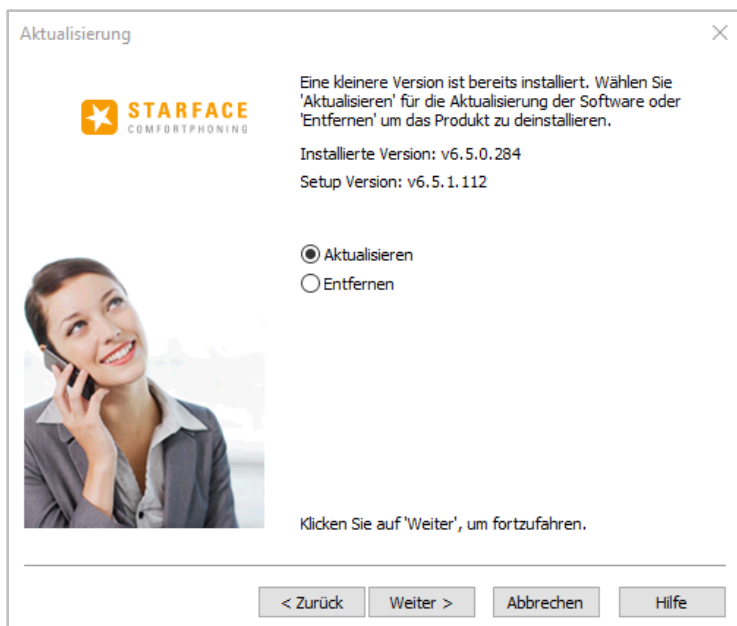 Aktualisierung
STARFACE
COMFORTPHONING
Eine kleinere Version ist bereits installiert. Wählen Sie
'Aktualisieren' für die Aktualisierung der Software oder
'Entfernen' um das Produkt zu deinstallieren.
Installierte Version: v6.5.0.284
Setup Version: v6.5.1.112
Aktualisieren
Entfernen
Klicken Sie auf 'Weiter', um fortzufahren.
< Zurück
Weiter >
Abbrechen
Hilfe